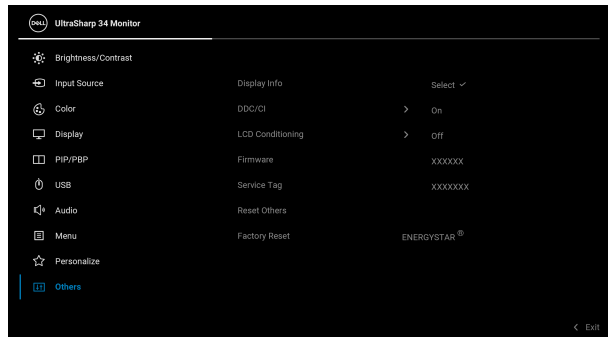 DELL UltraSharp 34 Monitor
Brightness/Contrast
Input Source Display Info Select ✓
Color DDC/CI > On
Display LCD Conditioning > Off
PIP/PBP Firmware XXXXXX
USB Service Tag XXXXXXX
Audio Reset Others
Menu Factory Reset ENERGYSTAR ®
Personalize
Others
< Exit